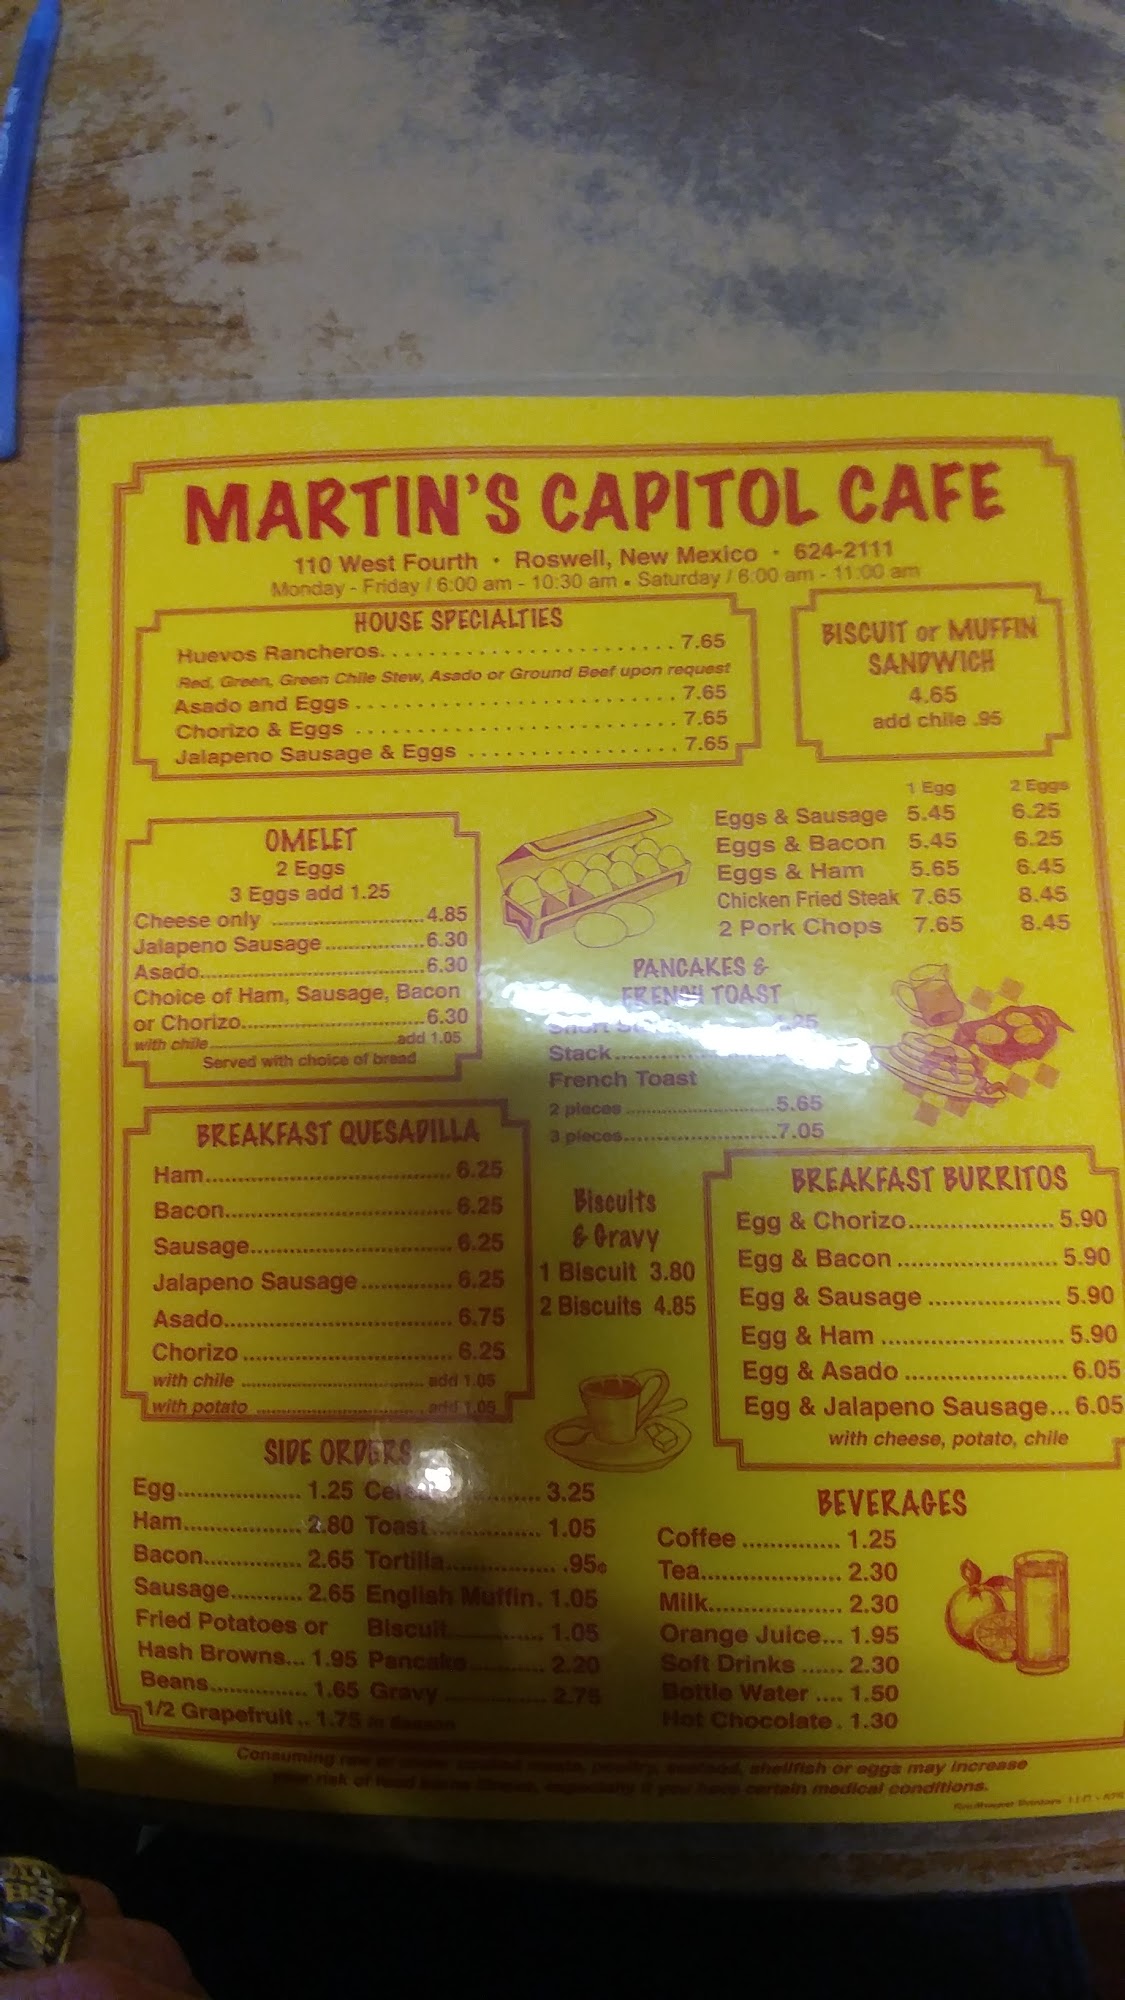 MARTIN'S CAPITOL CAFE
110 West Fourth • Roswell, New Mexico • 624-2111
Monday - Friday / 6:00 am - 10:30 am • Saturday / 6:00 am - 11:00 am
HOUSE SPECIALTIES
Huevos Rancheros. . . . . . . . . . . . . . . . . . . . . . . . 7.65
Red, Green, Green Chile Stew, Asado or Ground Beef upon request
Asado and Eggs . . . . . . . . . . . . . . . . . . . . . . . . . . 7.65
Chorizo & Eggs . . . . . . . . . . . . . . . . . . . . . . . . . . 7.65
Jalapeno Sausage & Eggs . . . . . . . . . . . . . . . . . 7.65
BISCUIT or MUFFIN
SANDWICH
4.65
add chile .95
1 Egg 2 Eggs
Eggs & Sausage 5.45 6.25
Eggs & Bacon 5.45 6.25
Eggs & Ham 5.65 6.45
Chicken Fried Steak 7.65 8.45
2 Pork Chops 7.65 8.45
OMELET
2 Eggs
3 Eggs add 1.25
Cheese only ............................4.85
Jalapeno Sausage..................6.30
Asado.........................................6.30
Choice of Ham, Sausage, Bacon
or Chorizo.................................6.30
with chile.................................add 1.05
Served with choice of bread
PANCAKES &
FRENCH TOAST
Short
Stack
French Toast
2 pieces ............................5.65
3 pieces............................7.05
BREAKFAST QUESADILLA
Ham........................................ 6.25
Bacon..................................... 6.25
Sausage................................. 6.25
Jalapeno Sausage................ 6.25
Asado..................................... 6.75
Chorizo.................................. 6.25
with chile ................................ add 1.05
with potato ............................. add 1.05
Biscuits
& Gravy
1 Biscuit 3.80
2 Biscuits 4.85
BREAKFAST BURRITOS
Egg & Chorizo...................... 5.90
Egg & Bacon ........................ 5.90
Egg & Sausage .................... 5.90
Egg & Ham ........................... 5.90
Egg & Asado ........................ 6.05
Egg & Jalapeno Sausage... 6.05
with cheese, potato, chile
SIDE ORDERS
Egg................... 1.25
Ham.................. 2.80
Bacon............... 2.65
Sausage........... 2.65
Fried Potatoes or
Hash Browns... 1.95
Beans............... 1.65
1/2 Grapefruit .. 1.75 In Season
Cereal ............ 3.25
Toast................. 1.05
Tortilla................. .95¢
English Muffin. 1.05
Biscuit............... 1.05
Pancake........... 2.20
Gravy ............... 2.75
BEVERAGES
Coffee ............... 1.25
Tea..................... 2.30
Milk.................... 2.30
Orange Juice... 1.95
Soft Drinks ...... 2.30
Bottle Water .... 1.50
Hot Chocolate . 1.30
Consuming raw or under cooked meats, poultry, seafood, shellfish or eggs may increase
your risk of food borne illness, especially if you have certain medical conditions.